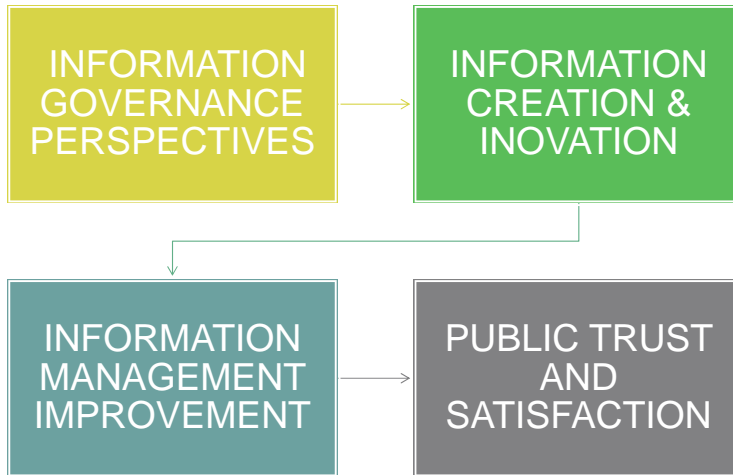 INFORMATION
GOVERNANCE
PERSPECTIVES
INFORMATION
CREATION &
INOVATION
INFORMATION
MANAGEMENT
IMPROVEMENT
PUBLIC TRUST
AND
SATISFACTION